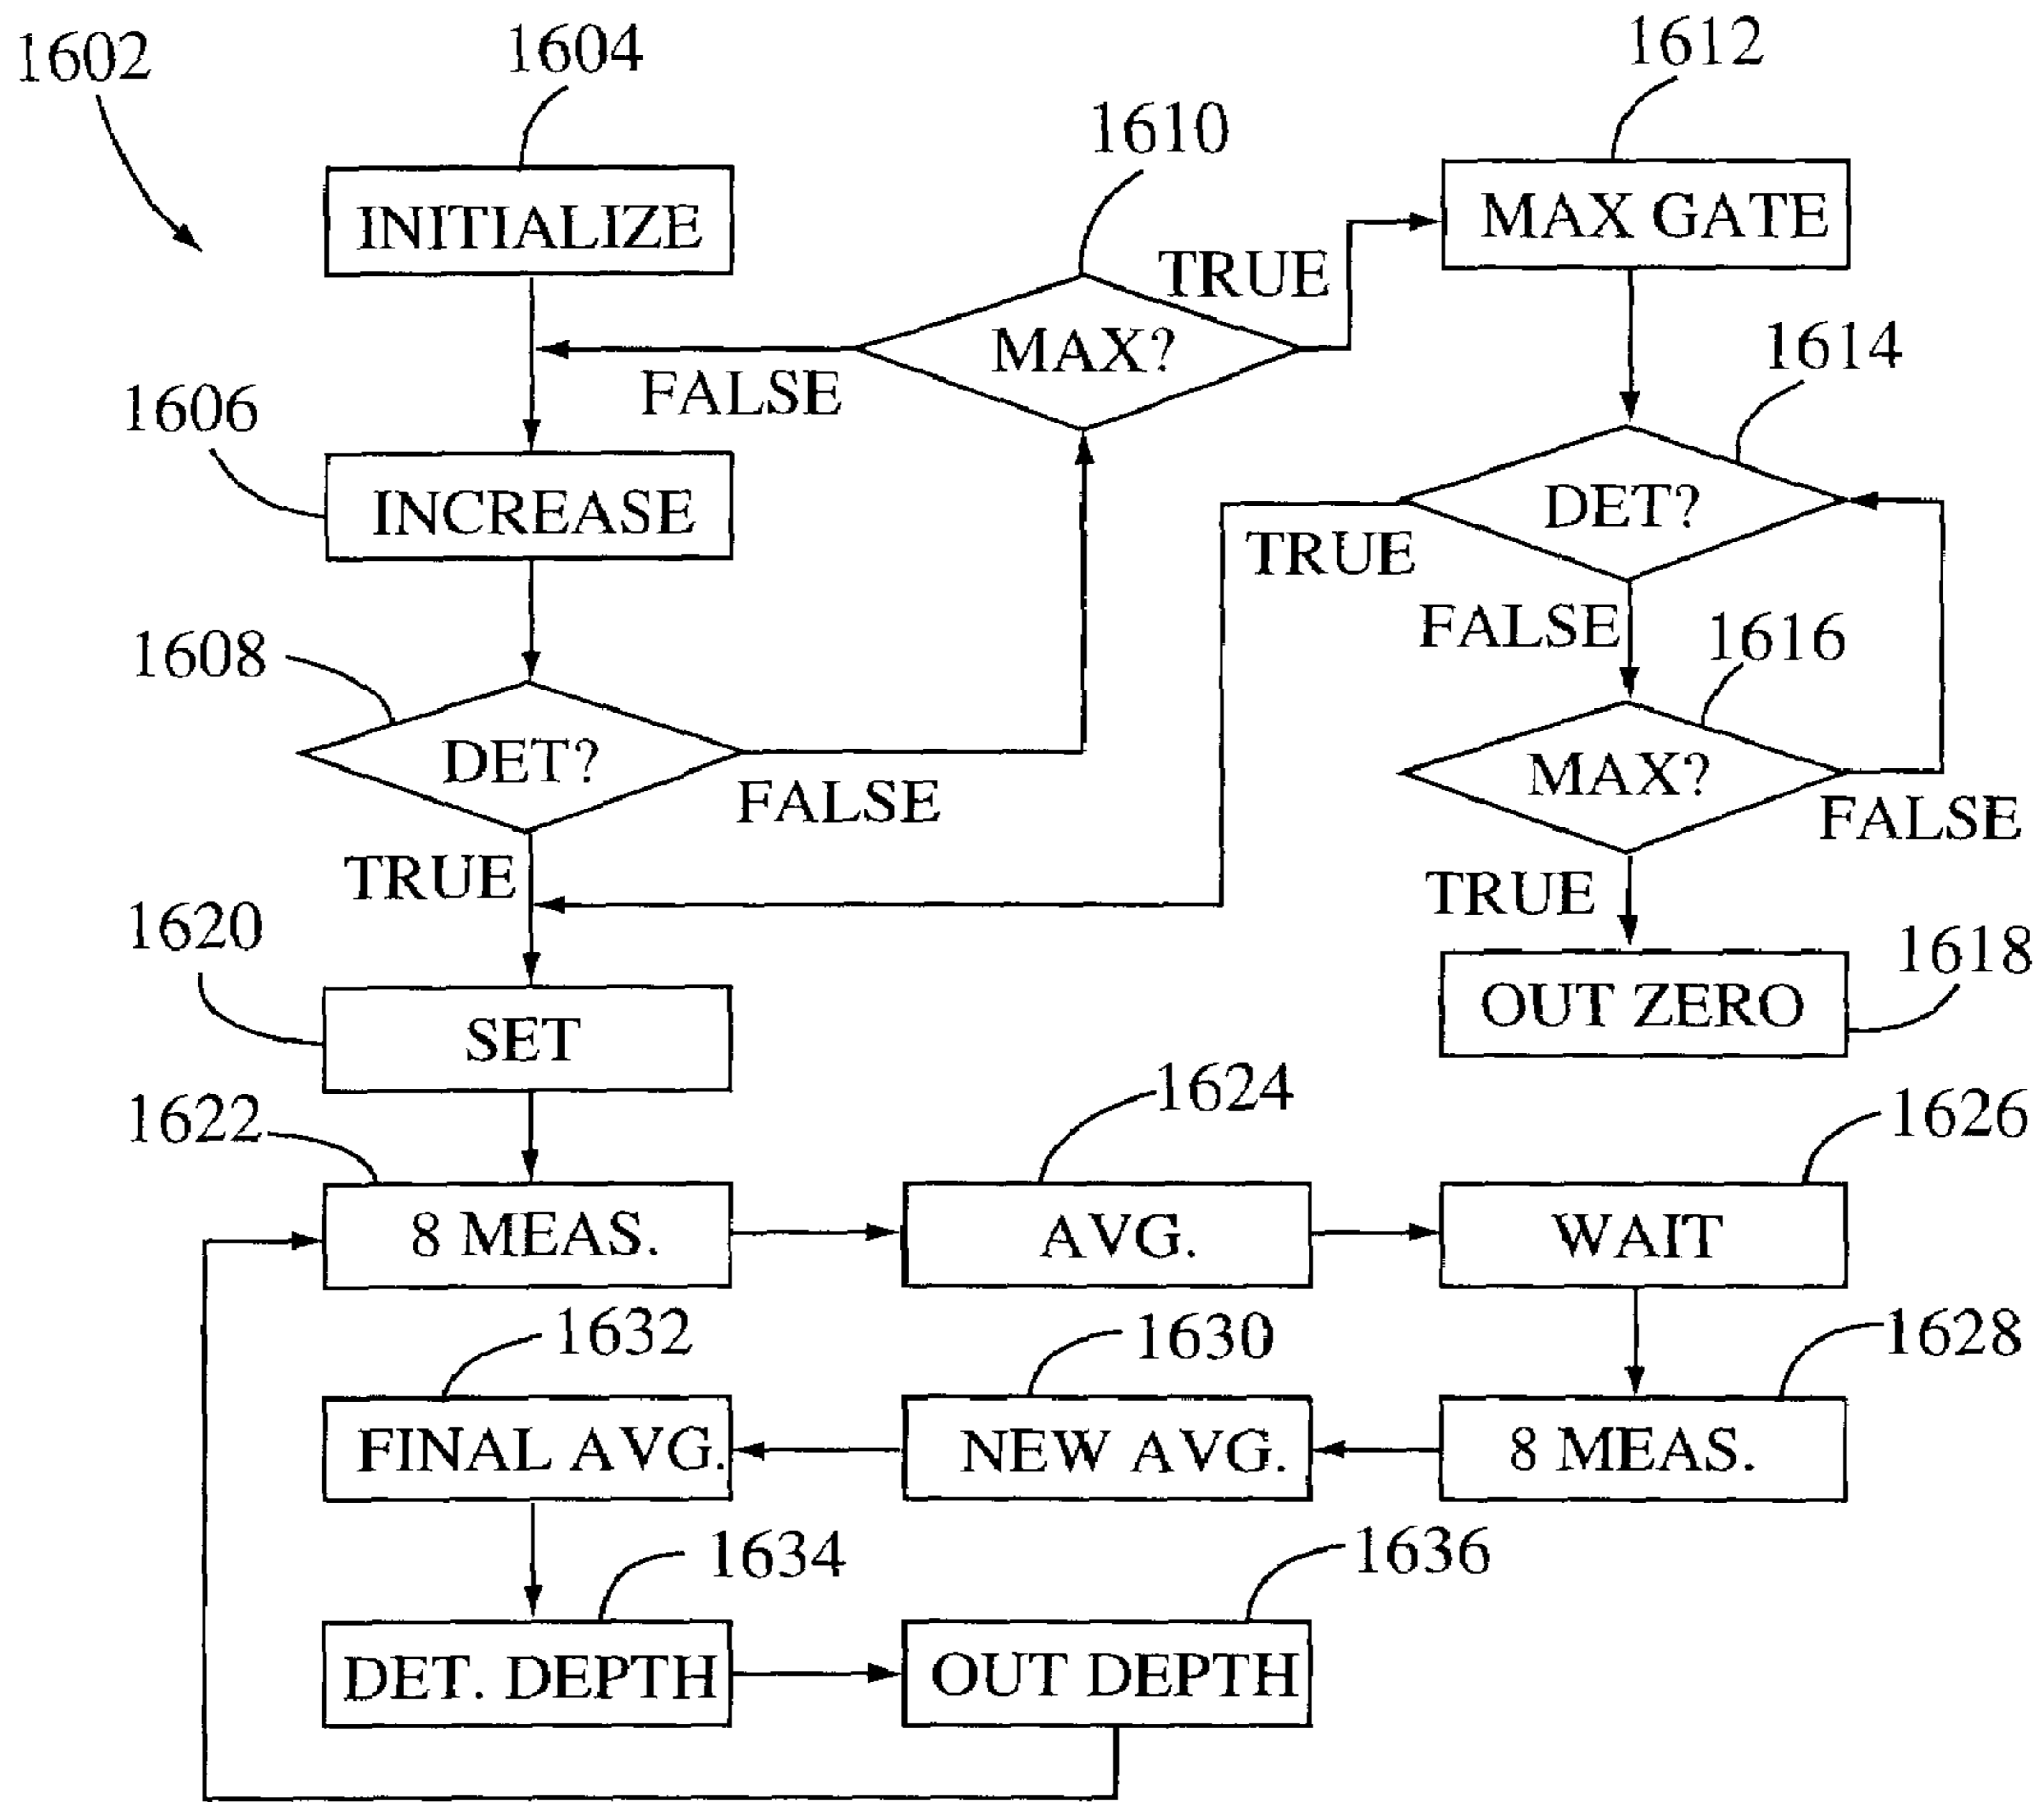 1602
1604
1610
1612
INITIALIZE
MAX GATE
TRUE
MAX?
1614
FALSE
1606
INCREASE
DET?
TRUE
FALSE
1616
1608
DET?
MAX?
FALSE
FALSE
TRUE
TRUE
1620
1618
SET
OUT ZERO
1622
1624
1626
8 MEAS.
AVG.
WAIT
1632
1630
1628
FINAL AVG.
NEW AVG.
8 MEAS.
1634
1636
DET. DEPTH
OUT DEPTH